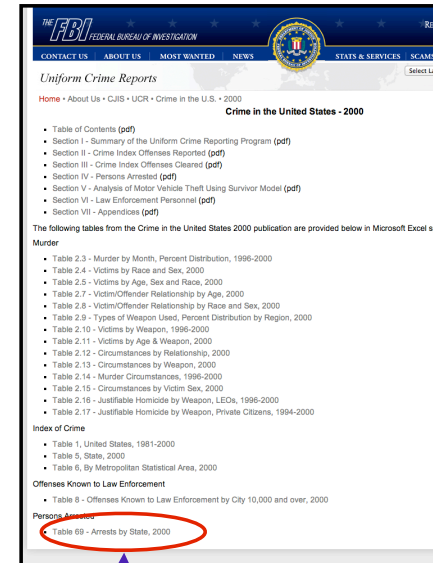 THE FBI FEDERAL BUREAU OF INVESTIGATION
CONTACT US ABOUT US MOST WANTED NEWS STATS & SERVICES SCAMS
Uniform Crime Reports
Home • About Us • CJIS • UCR • Crime in the U.S. • 2000
Crime in the United States - 2000
Table of Contents (pdf)
Section I - Summary of the Uniform Crime Reporting Program (pdf)
Section II - Crime Index Offenses Reported (pdf)
Section III - Crime Index Offenses Cleared (pdf)
Section IV - Persons Arrested (pdf)
Section V - Analysis of Motor Vehicle Theft Using Survivor Model (pdf)
Section VI - Law Enforcement Personnel (pdf)
Section VII - Appendices (pdf)
The following tables from the Crime in the United States 2000 publication are provided below in Microsoft Excel s
Murder
Table 2.3 - Murder by Month, Percent Distribution, 1996-2000
Table 2.4 - Victims by Race and Sex, 2000
Table 2.5 - Victims by Age, Sex and Race, 2000
Table 2.7 - Victim/Offender Relationship by Age, 2000
Table 2.8 - Victim/Offender Relationship by Race and Sex, 2000
Table 2.9 - Types of Weapon Used, Percent Distribution by Region, 2000
Table 2.10 - Victims by Weapon, 1996-2000
Table 2.11 - Victims by Age & Weapon, 2000
Table 2.12 - Circumstances by Relationship, 2000
Table 2.13 - Circumstances by Weapon, 2000
Table 2.14 - Murder Circumstances, 1996-2000
Table 2.15 - Circumstances by Victim Sex, 2000
Table 2.16 - Justifiable Homicide by Weapon, LEOs, 1996-2000
Table 2.17 - Justifiable Homicide by Weapon, Private Citizens, 1994-2000
Index of Crime
Table 1, United States, 1981-2000
Table 5, State, 2000
Table 6, By Metropolitan Statistical Area, 2000
Offenses Known to Law Enforcement
Table 8 - Offenses Known to Law Enforcement by City 10,000 and over, 2000
Persons Arrested
Table 69 - Arrests by State, 2000